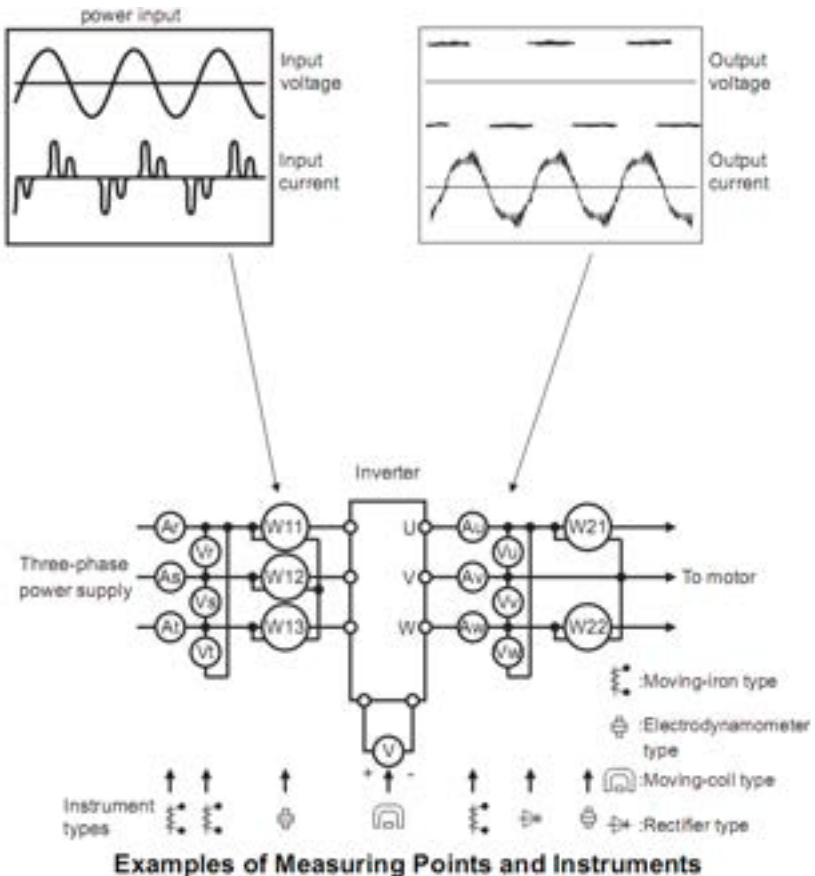 power input
Input
voltage
Input
current
Output
voltage
Output
current
Inverter
Three-phase
power supply
Ar
Vr
As
Vs
At
Vt
W11
W12
W13
U
V
W
Au
Vu
Av
Vv
Aw
Vw
W21
W22
To motor
V
+ -
:Moving-iron type
:Electrodynamometer
type
:Moving-coil type
:Rectifier type
Instrument
types
Examples of Measuring Points and Instruments